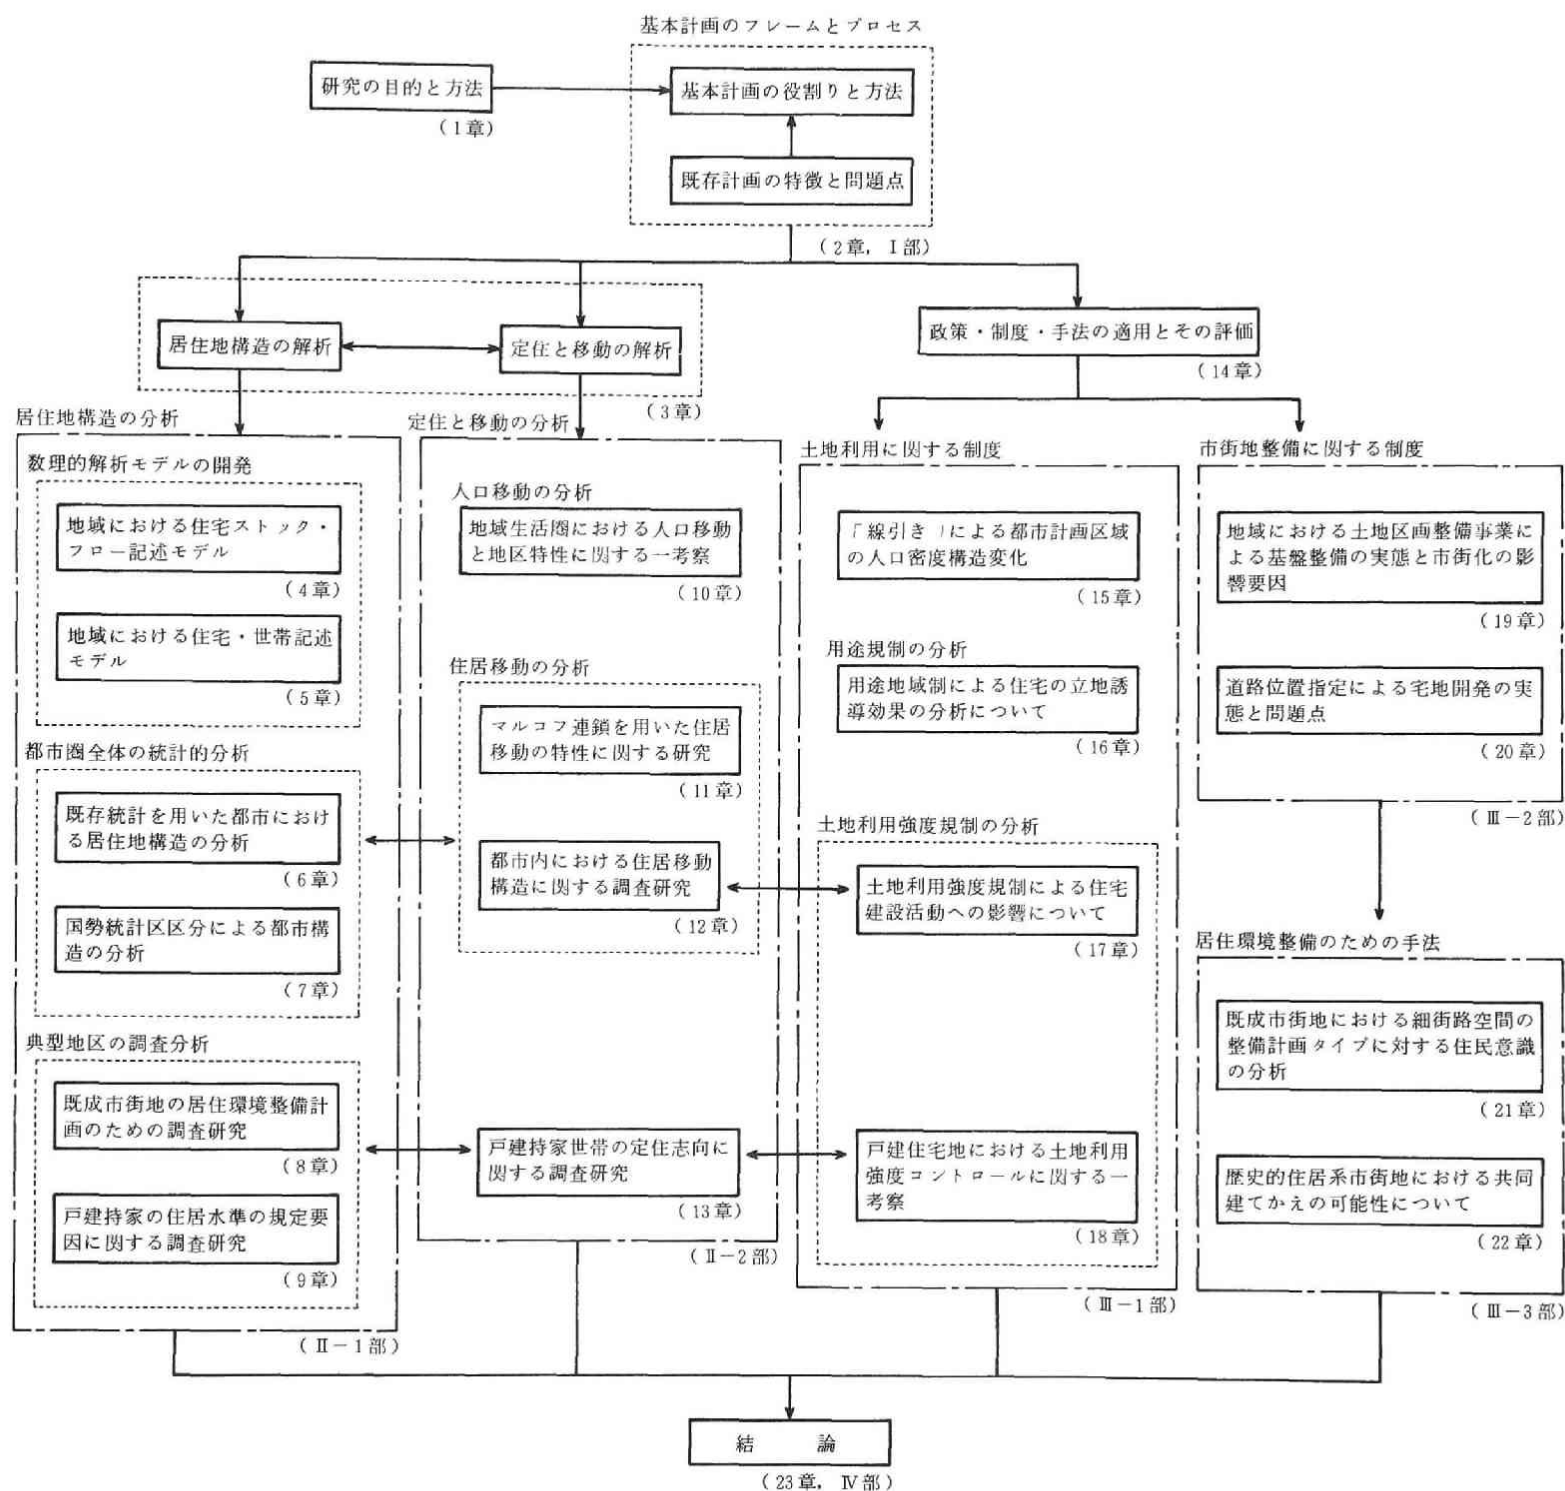 基本計画のフレームとプロセス
研究の目的と方法
(1章)
基本計画の役割りと方法
既存計画の特徴と問題点
(2章, Ⅰ部)
居住地構造の解析
定住と移動の解析
(3章)
政策・制度・手法の適用とその評価
(14章)
居住地構造の分析
数理的解析モデルの開発
地域における住宅ストック・
フロー記述モデル
(4章)
地域における住宅・世帯記述
モデル
(5章)
都市圏全体の統計的分析
既存統計を用いた都市におけ
る居住地構造の分析
(6章)
国勢統計区区分による都市構
造の分析
(7章)
典型地区の調査分析
既成市街地の居住環境整備計
画のための調査研究
(8章)
戸建持家の住居水準の規定要
因に関する調査研究
(9章)
(Ⅱ-1部)
定住と移動の分析
人口移動の分析
地域生活圏における人口移動
と地区特性に関する一考察
(10章)
住居移動の分析
マルコフ連鎖を用いた住居
移動の特性に関する研究
(11章)
都市内における住居移動
構造に関する調査研究
(12章)
戸建持家世帯の定住志向に
関する調査研究
(13章)
(Ⅱ-2部)
土地利用に関する制度
「線引き」による都市計画区域
の人口密度構造変化
(15章)
用途規制の分析
用途地域制による住宅の立地誘
導効果の分析について
(16章)
土地利用強度規制の分析
土地利用強度規制による住宅
建設活動への影響について
(17章)
戸建住宅地における土地利用
強度コントロールに関する一
考察
(18章)
(Ⅲ-1部)
市街地整備に関する制度
地域における土地区画整備事業に
よる基盤整備の実態と市街化の影
響要因
(19章)
道路位置指定による宅地開発の実
態と問題点
(20章)
(Ⅲ-2部)
居住環境整備のための手法
既成市街地における細街路空間の
整備計画タイプに対する住民意識
の分析
(21章)
歴史的住居系市街地における共同
建てかえの可能性について
(22章)
(Ⅲ-3部)
結 論
(23章, Ⅳ部)